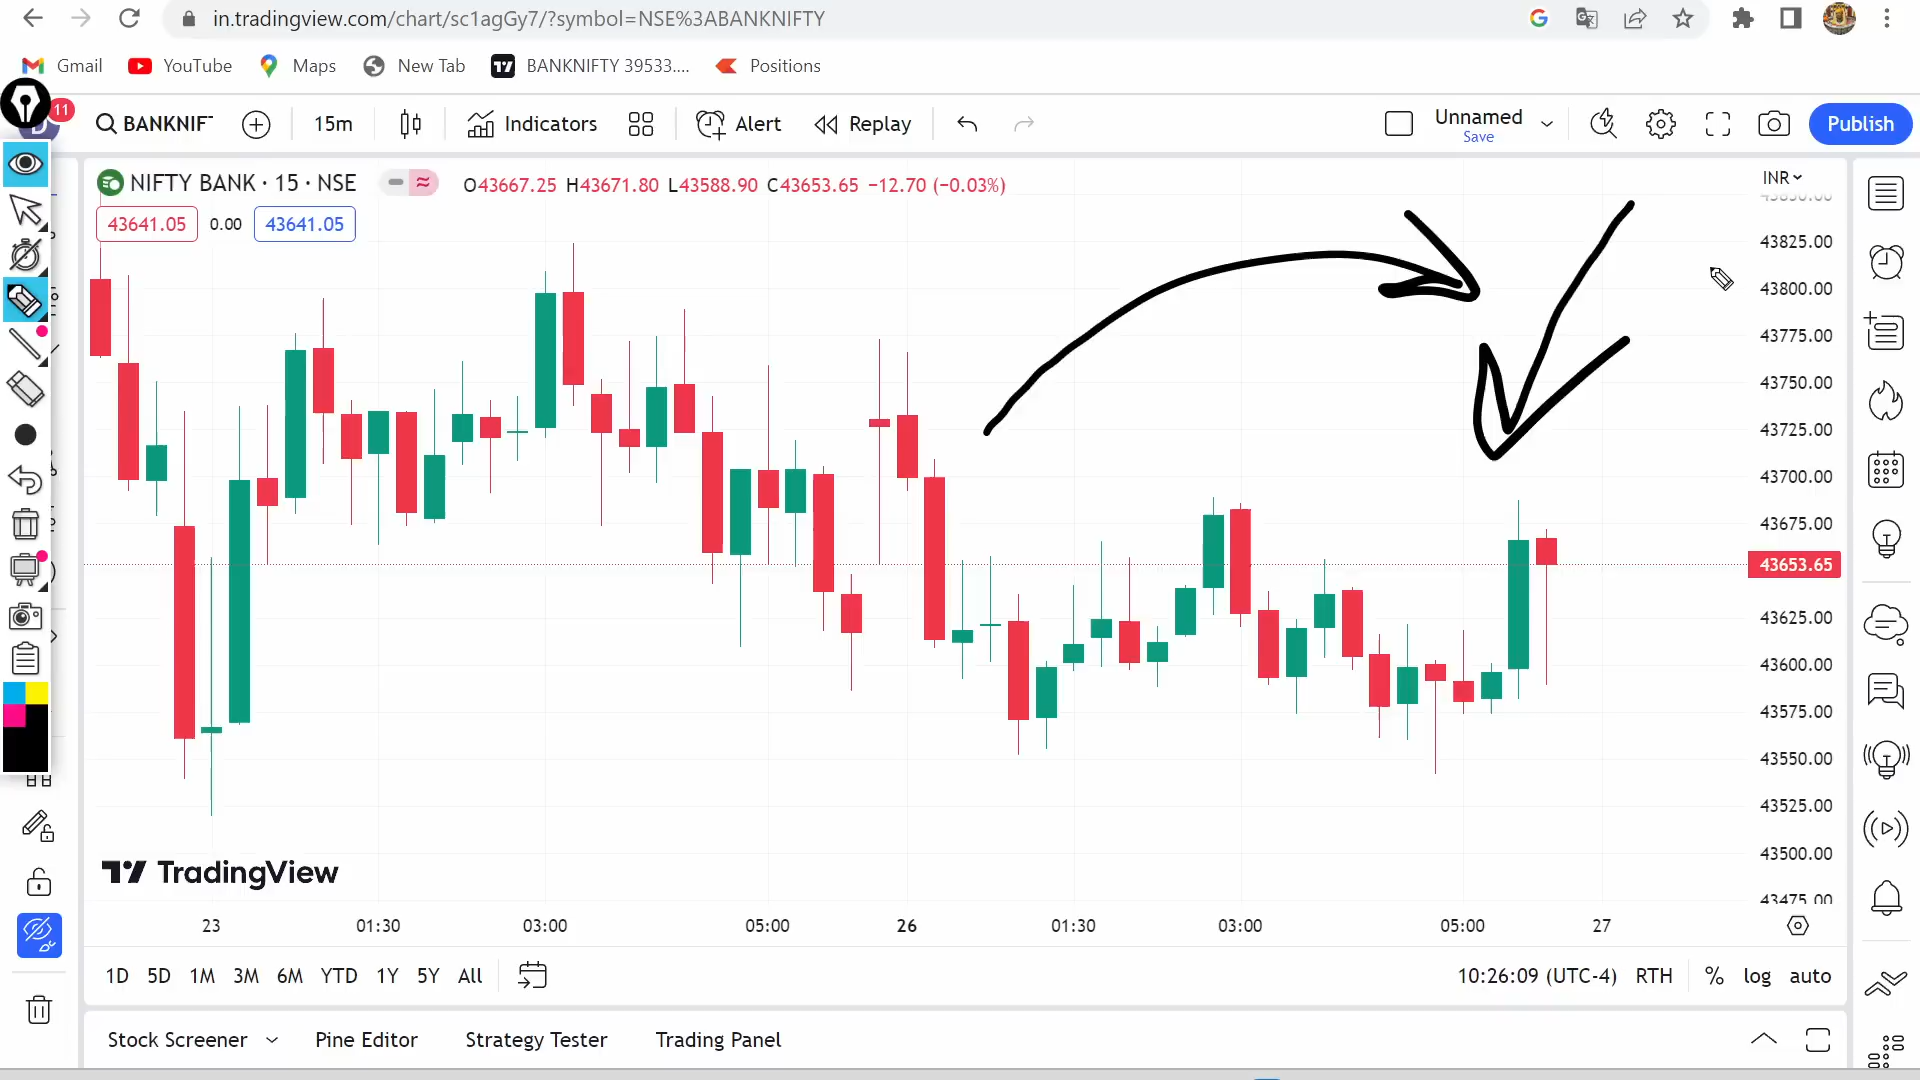 in.tradingview.com/chart/sc1agGy7/?symbol=NSE%3ABANKNIFTY
Gmail YouTube Maps New Tab BANKNIFTY 39533.... Positions
11 BANKNIF 15m Indicators Alert Replay Unnamed Save Publish
NIFTY BANK · 15 · NSE O43667.25 H43671.80 L43588.90 C43653.65 −12.70 (−0.03%) INR
43641.05 0.00 43641.05
43850.00
43825.00
43800.00
43775.00
43750.00
43725.00
43700.00
43675.00
43653.65
43625.00
43600.00
43575.00
43550.00
43525.00
43500.00
43475.00
TradingView
23 01:30 03:00 05:00 26 01:30 03:00 05:00 27
1D 5D 1M 3M 6M YTD 1Y 5Y All 10:26:09 (UTC-4) RTH % log auto
Stock Screener Pine Editor Strategy Tester Trading Panel